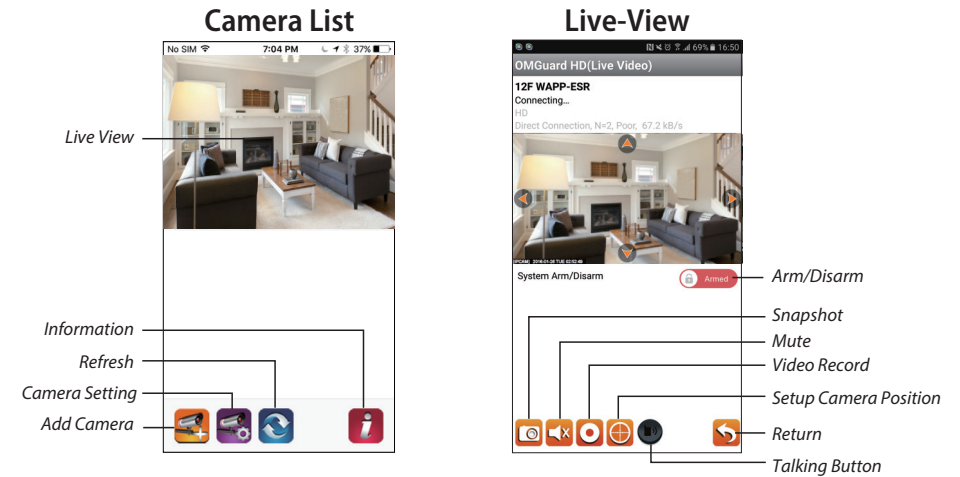 Camera List
No SIM 7:04 PM 37%
Live View
Information
Refresh
Camera Setting
Add Camera
Live-View
69% 16:50
OMGuard HD(Live Video)
12F WAPP-ESR
Connecting...
HD
Direct Connection, N=2, Poor, 67.2 kB/s
System Arm/Disarm
Armed
Arm/Disarm
Snapshot
Mute
Video Record
Setup Camera Position
Return
Talking Button